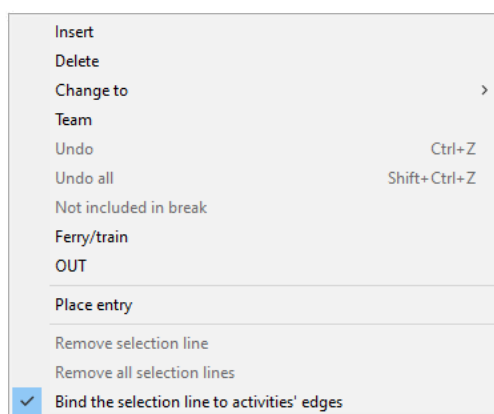 Insert
Delete
Change to
Team
Undo Ctrl+Z
Undo all Shift+Ctrl+Z
Not included in break
Ferry/train
OUT
Place entry
Remove selection line
Remove all selection lines
Bind the selection line to activities' edges